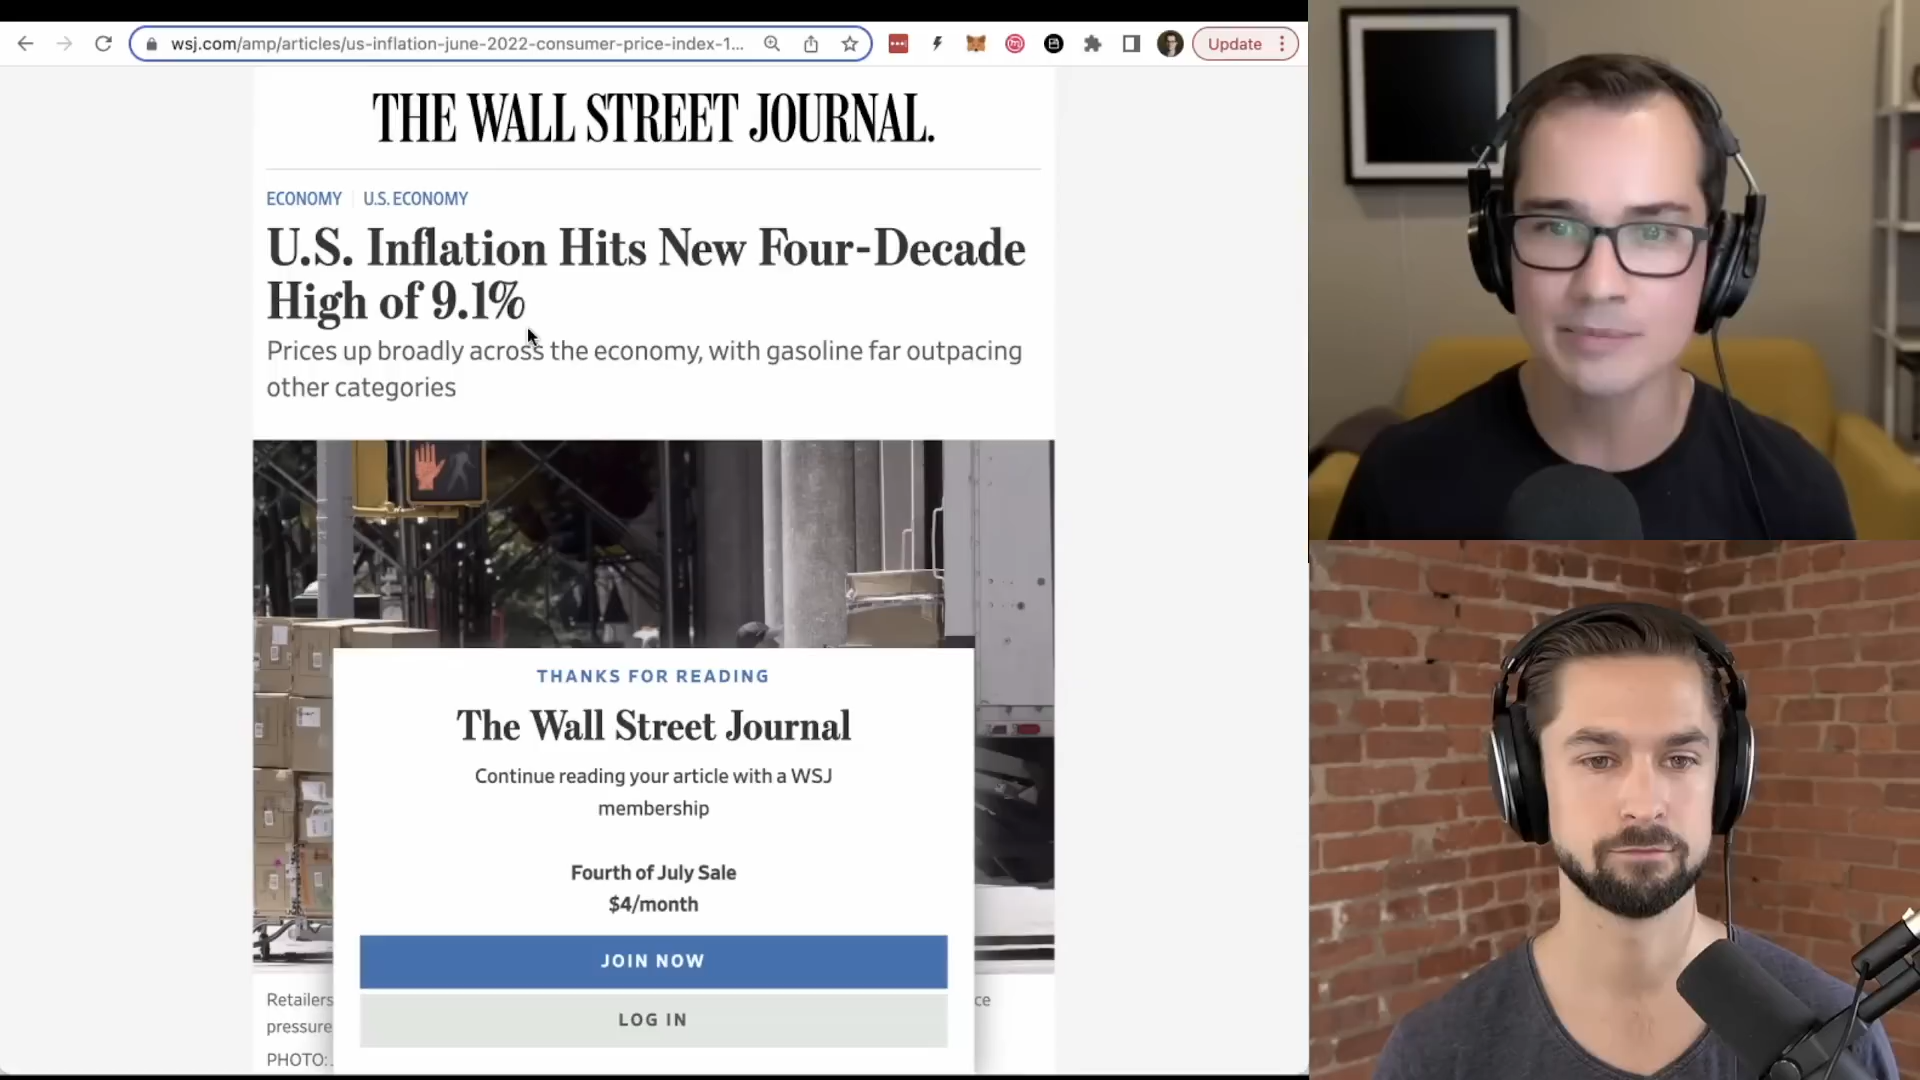 wsj.com/amp/articles/us-inflation-june-2022-consumer-price-index-1...
Update
THE WALL STREET JOURNAL.
ECONOMY U.S. ECONOMY
U.S. Inflation Hits New Four-Decade
High of 9.1%
Prices up broadly across the economy, with gasoline far outpacing
other categories
THANKS FOR READING
The Wall Street Journal
Continue reading your article with a WSJ
membership
Fourth of July Sale
$4/month
JOIN NOW
LOG IN
Retailers ce
pressure
PHOTO: